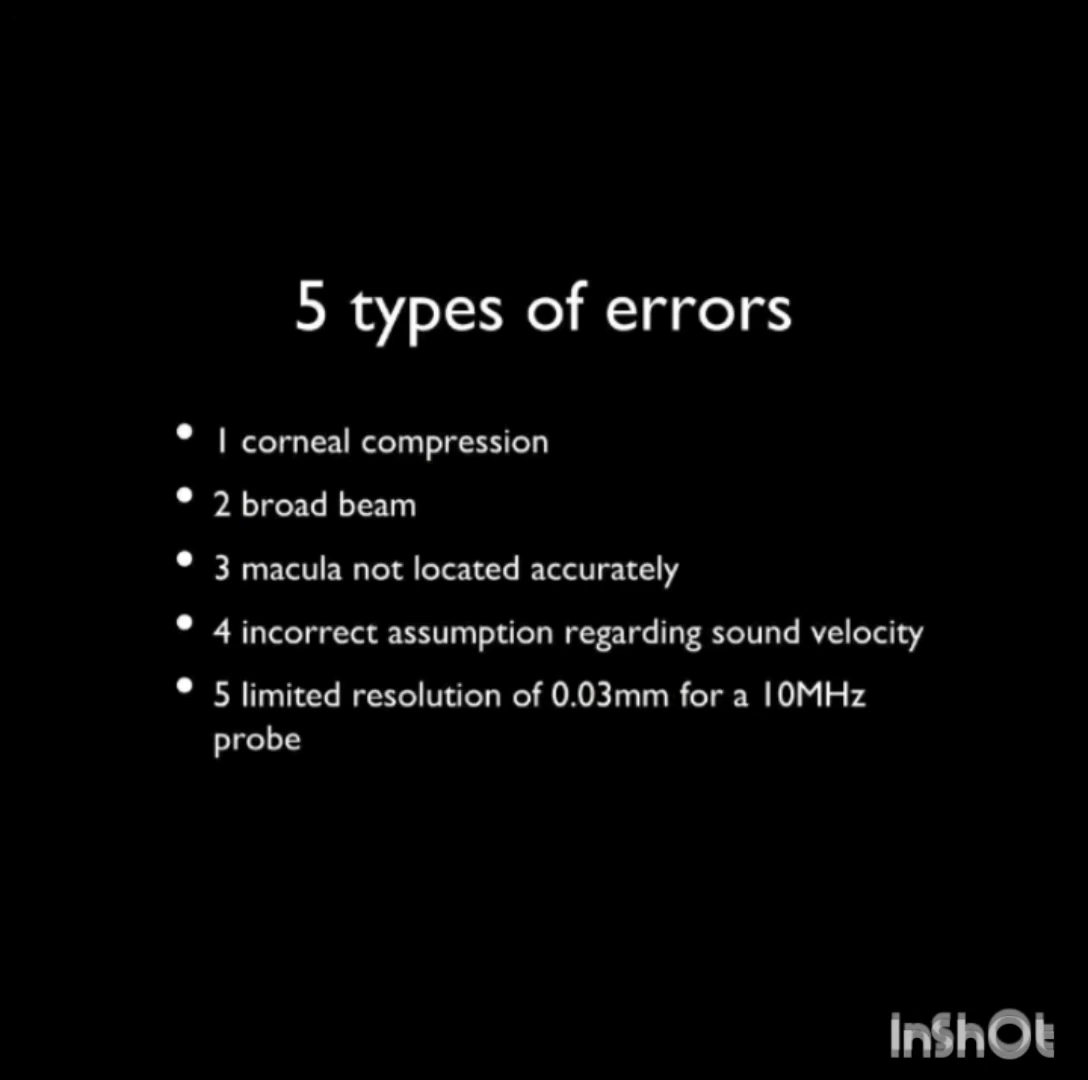 5 types of errors
• 1 corneal compression
• 2 broad beam
• 3 macula not located accurately
• 4 incorrect assumption regarding sound velocity
• 5 limited resolution of 0.03mm for a 10MHz
probe
InShOt